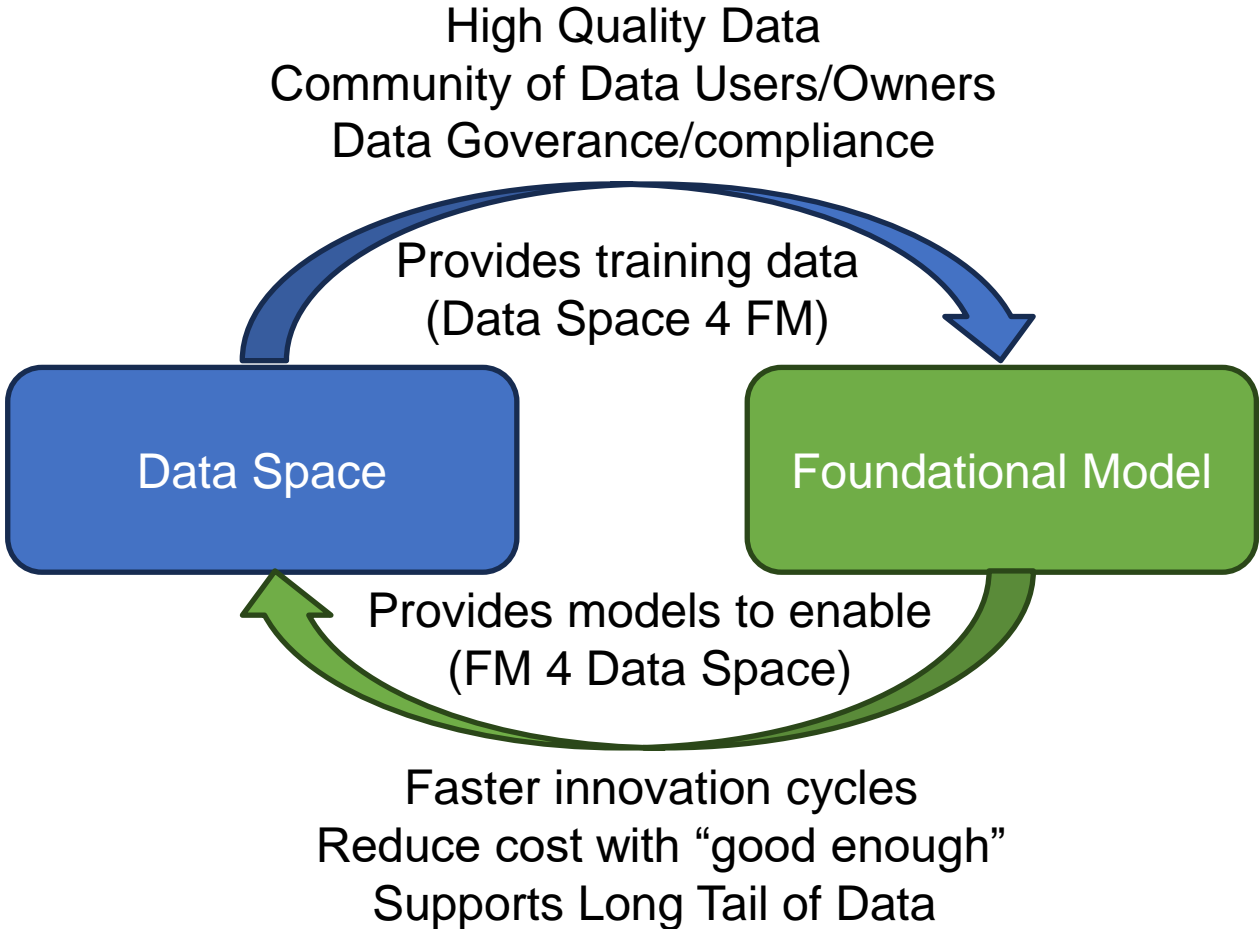 High Quality Data
Community of Data Users/Owners
Data Goverance/compliance
Provides training data
(Data Space 4 FM)
Data Space
Foundational Model
Provides models to enable
(FM 4 Data Space)
Faster innovation cycles
Reduce cost with “good enough”
Supports Long Tail of Data